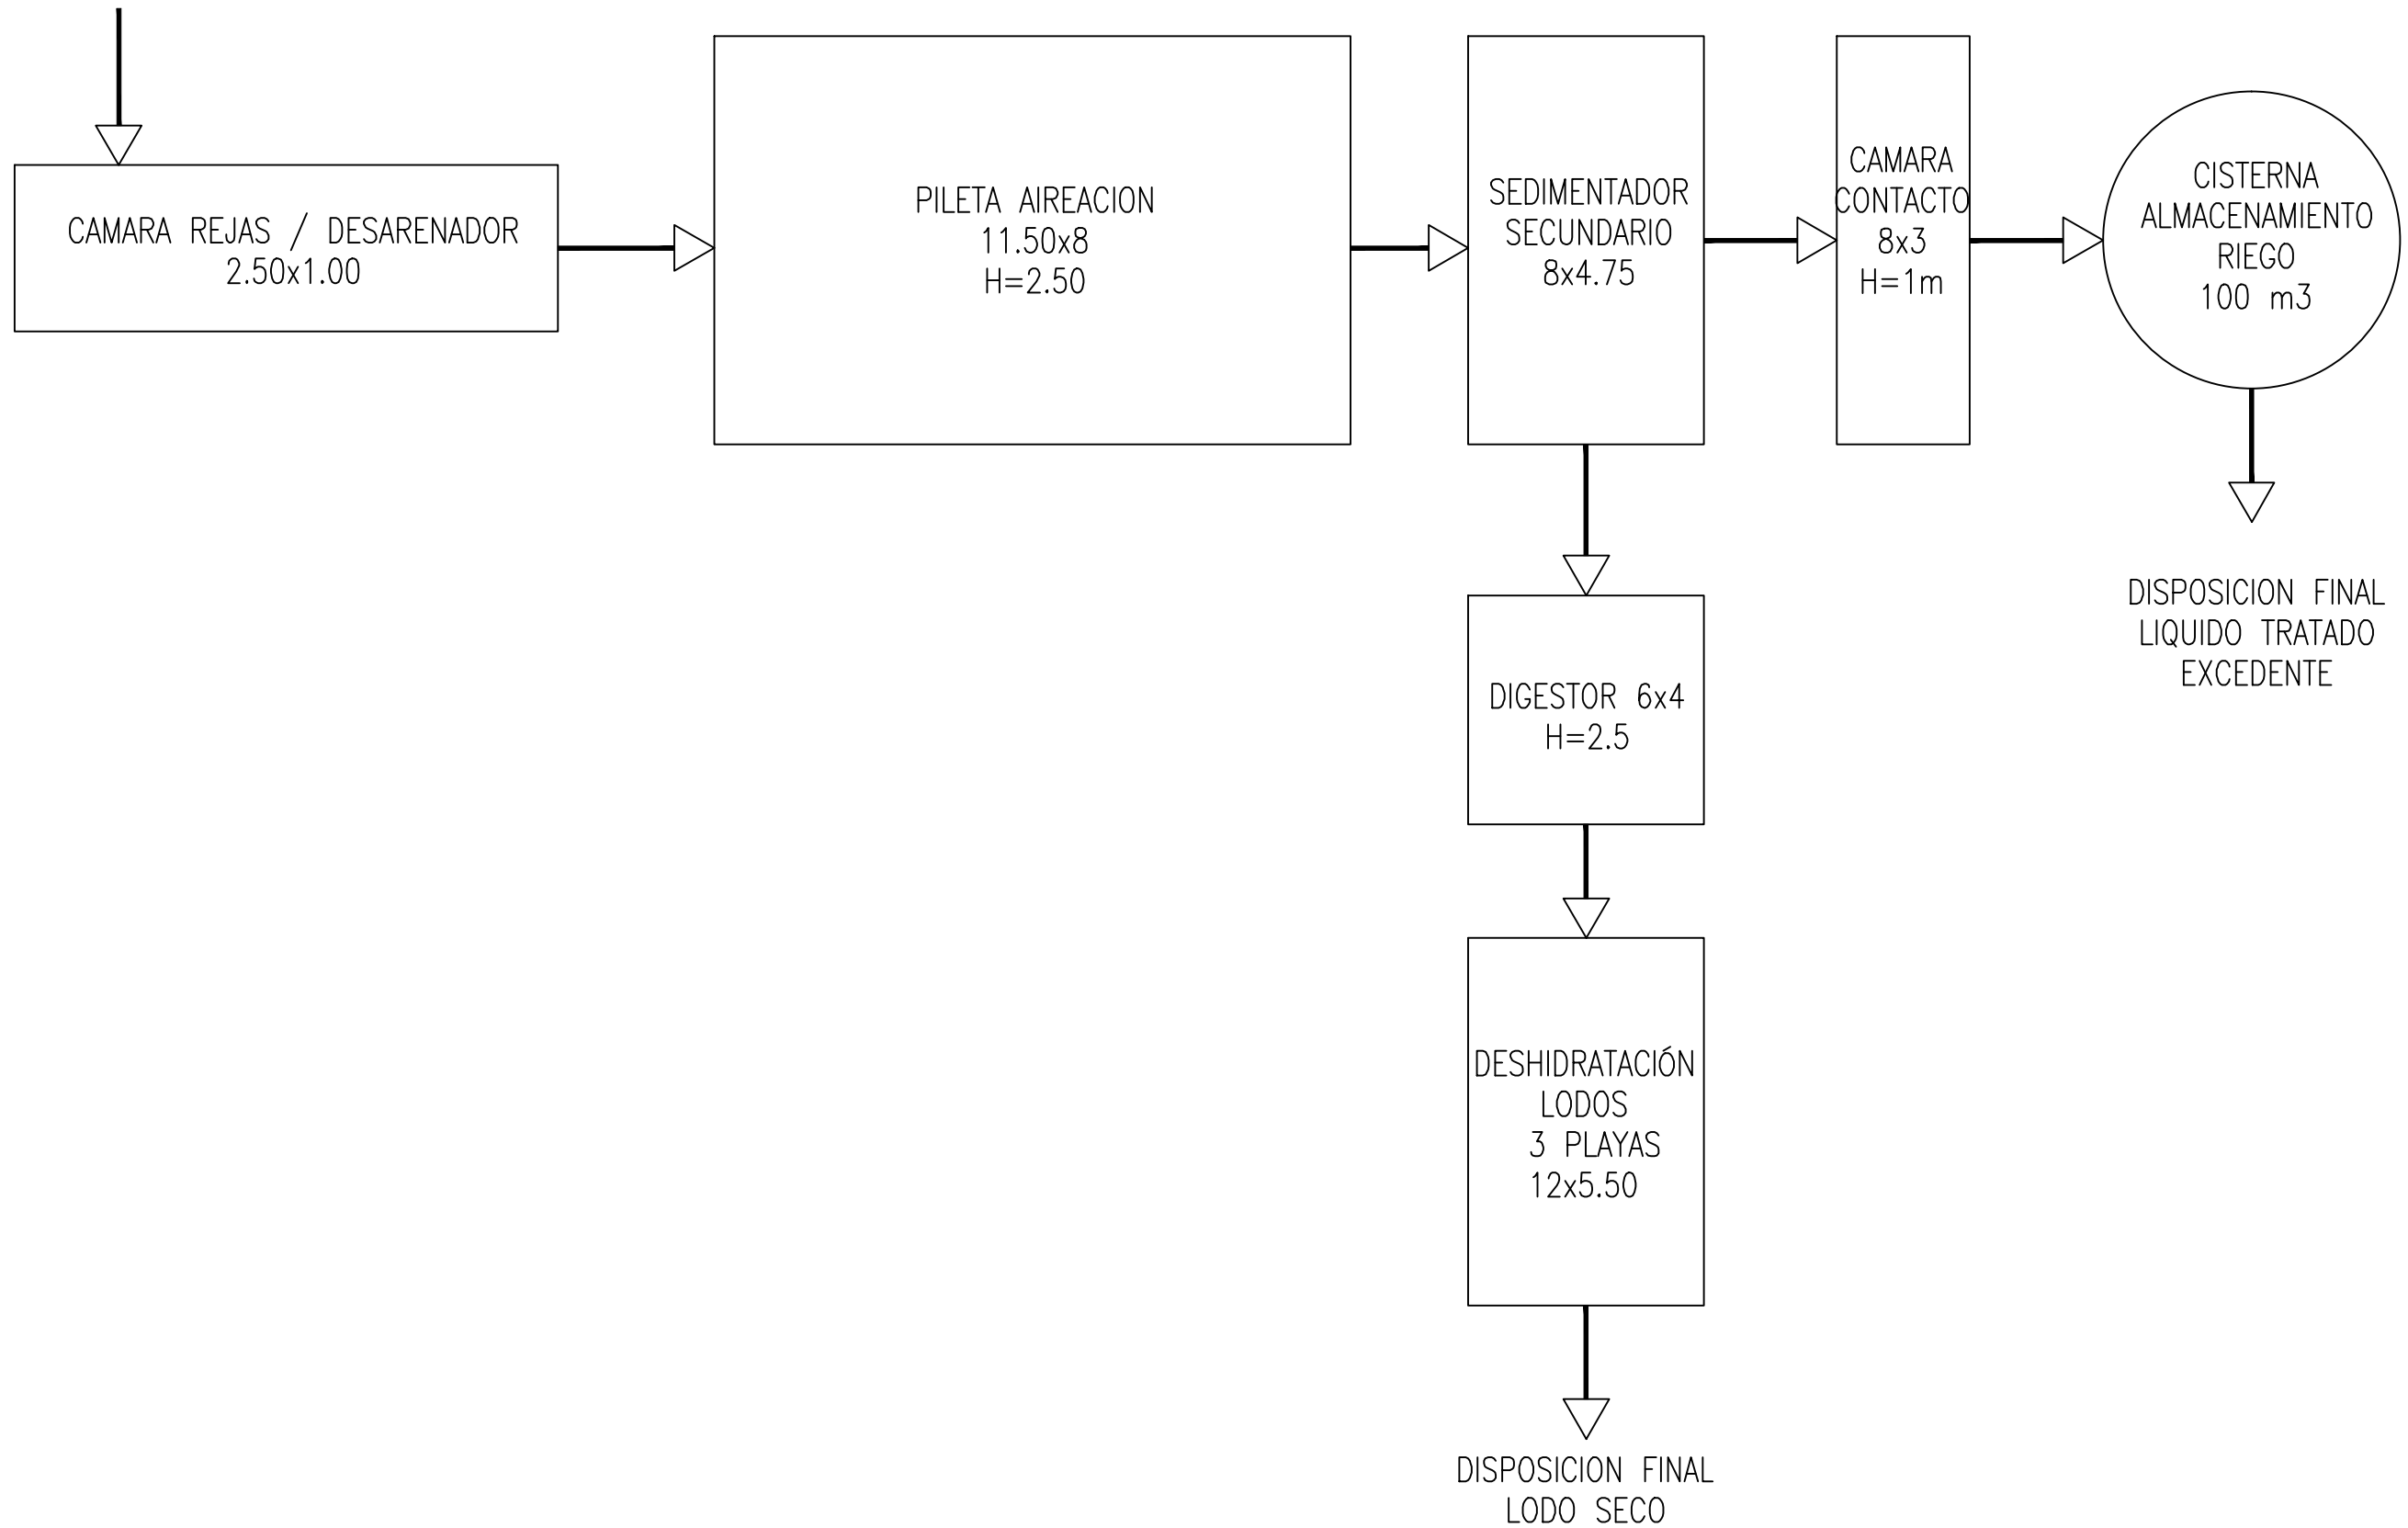 CAMARA REJAS / DESARENADOR
2.50x1.00
PILETA AIREACION
11.50x8
H=2.50
SEDIMENTADOR
SECUNDARIO
8x4.75
CAMARA
CONTACTO
8x3
H=1m
CISTERNA
ALMACENAMIENTO
RIEGO
100 m3
DISPOSICION FINAL
LIQUIDO TRATADO
EXCEDENTE
DIGESTOR 6x4
H=2.5
DESHIDRATACIÓN
LODOS
3 PLAYAS
12x5.50
DISPOSICION FINAL
LODO SECO